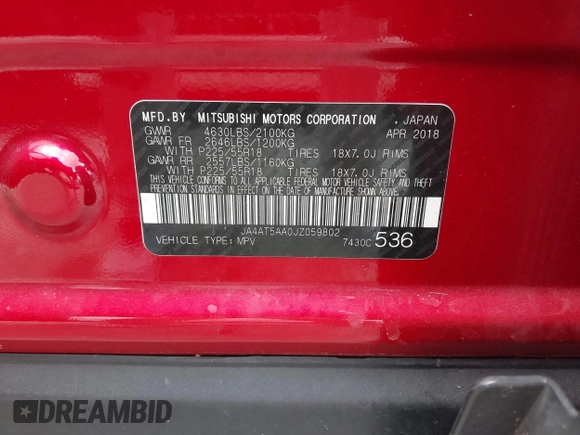 MFD.BY MITSUBISHI MOTORS CORPORATION , JAPAN
GVWR 4630LBS/2100KG APR 2018
GAWR FR 2646LBS/1200KG
WITH P225/55R18 TIRES 18X7.0J RIMS
GAWR RR 2557LBS/1160KG
WITH P225/55R18 TIRES 18X7.0J RIMS
THIS VEHICLE CONFORMS TO ALL APPLICABLE FEDERAL MOTOR VEHICLE SAFETY AND THEFT
PREVENTION STANDARDS IN EFFECT ON THE DATE OF MANUFACTURE SHOWN ABOVE.
JA4AT5AA0JZ059802
VEHICLE TYPE: MPV 7430C 536
DREAMBID